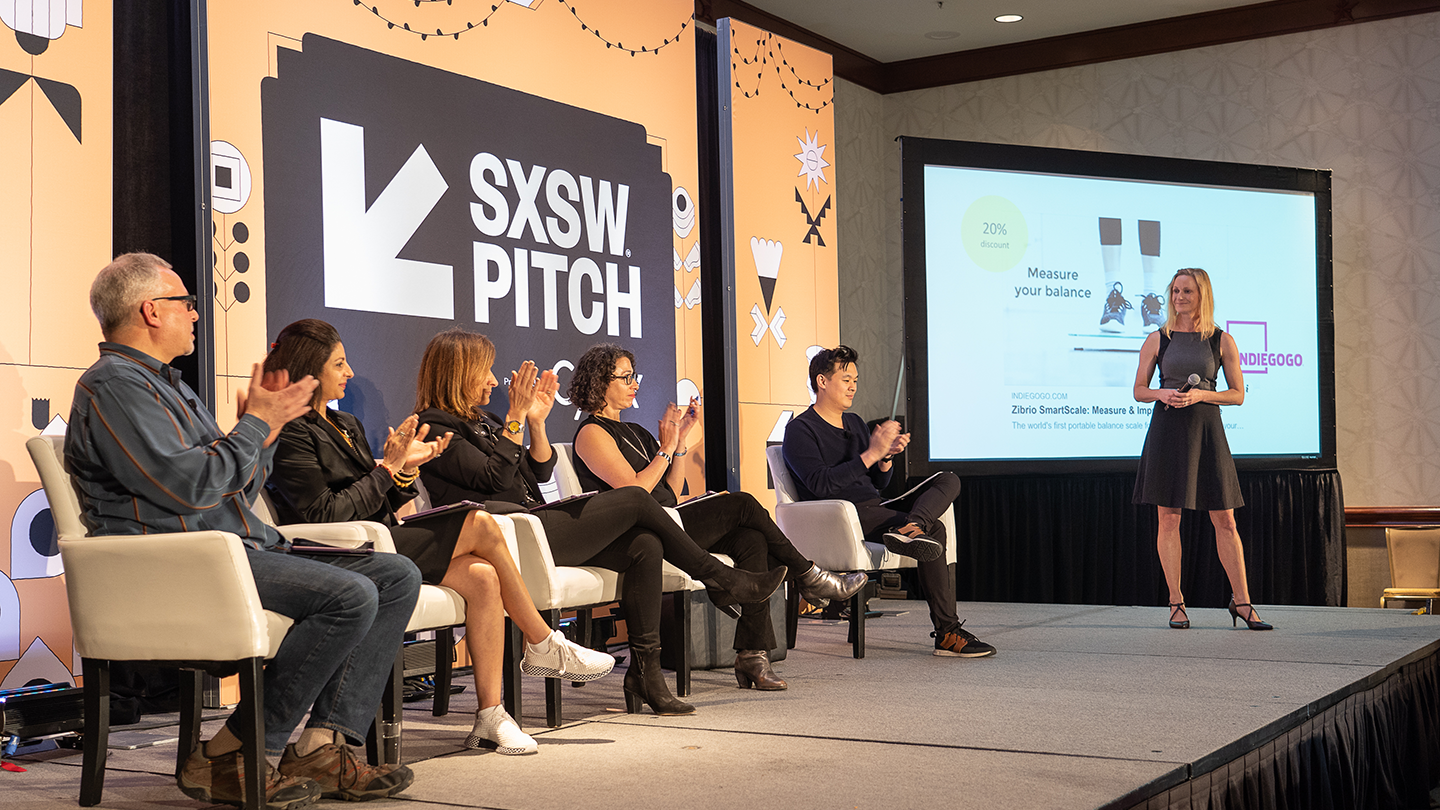 SXSW®
PITCH
20%
discount
Measure
your balance
INDIEGOGO
INDIEGOGO.COM
Zibrio SmartScale: Measure & Imp
The world's first portable balance scale your…